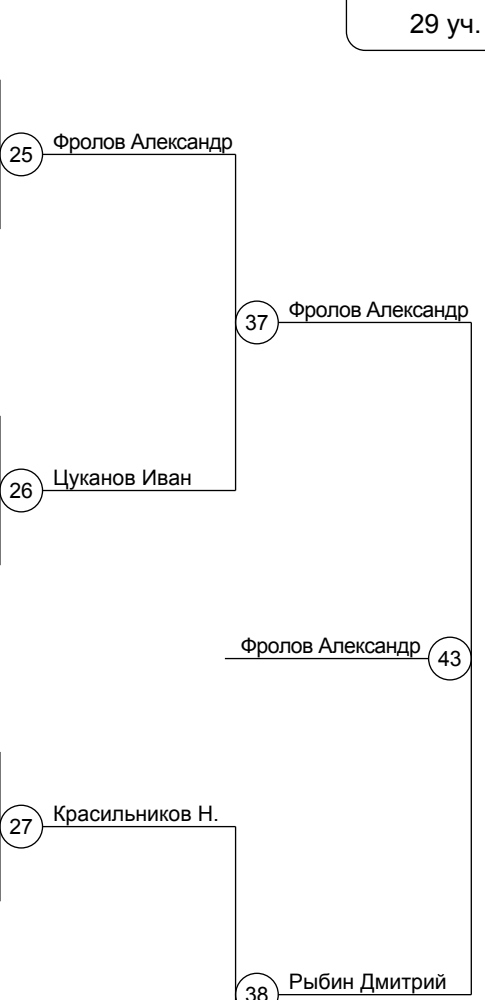 29 уч.
Фролов Александр
25
Фролов Александр
37
Цуканов Иван
26
Фролов Александр
43
Красильников Н.
27
Рыбин Дмитрий
38